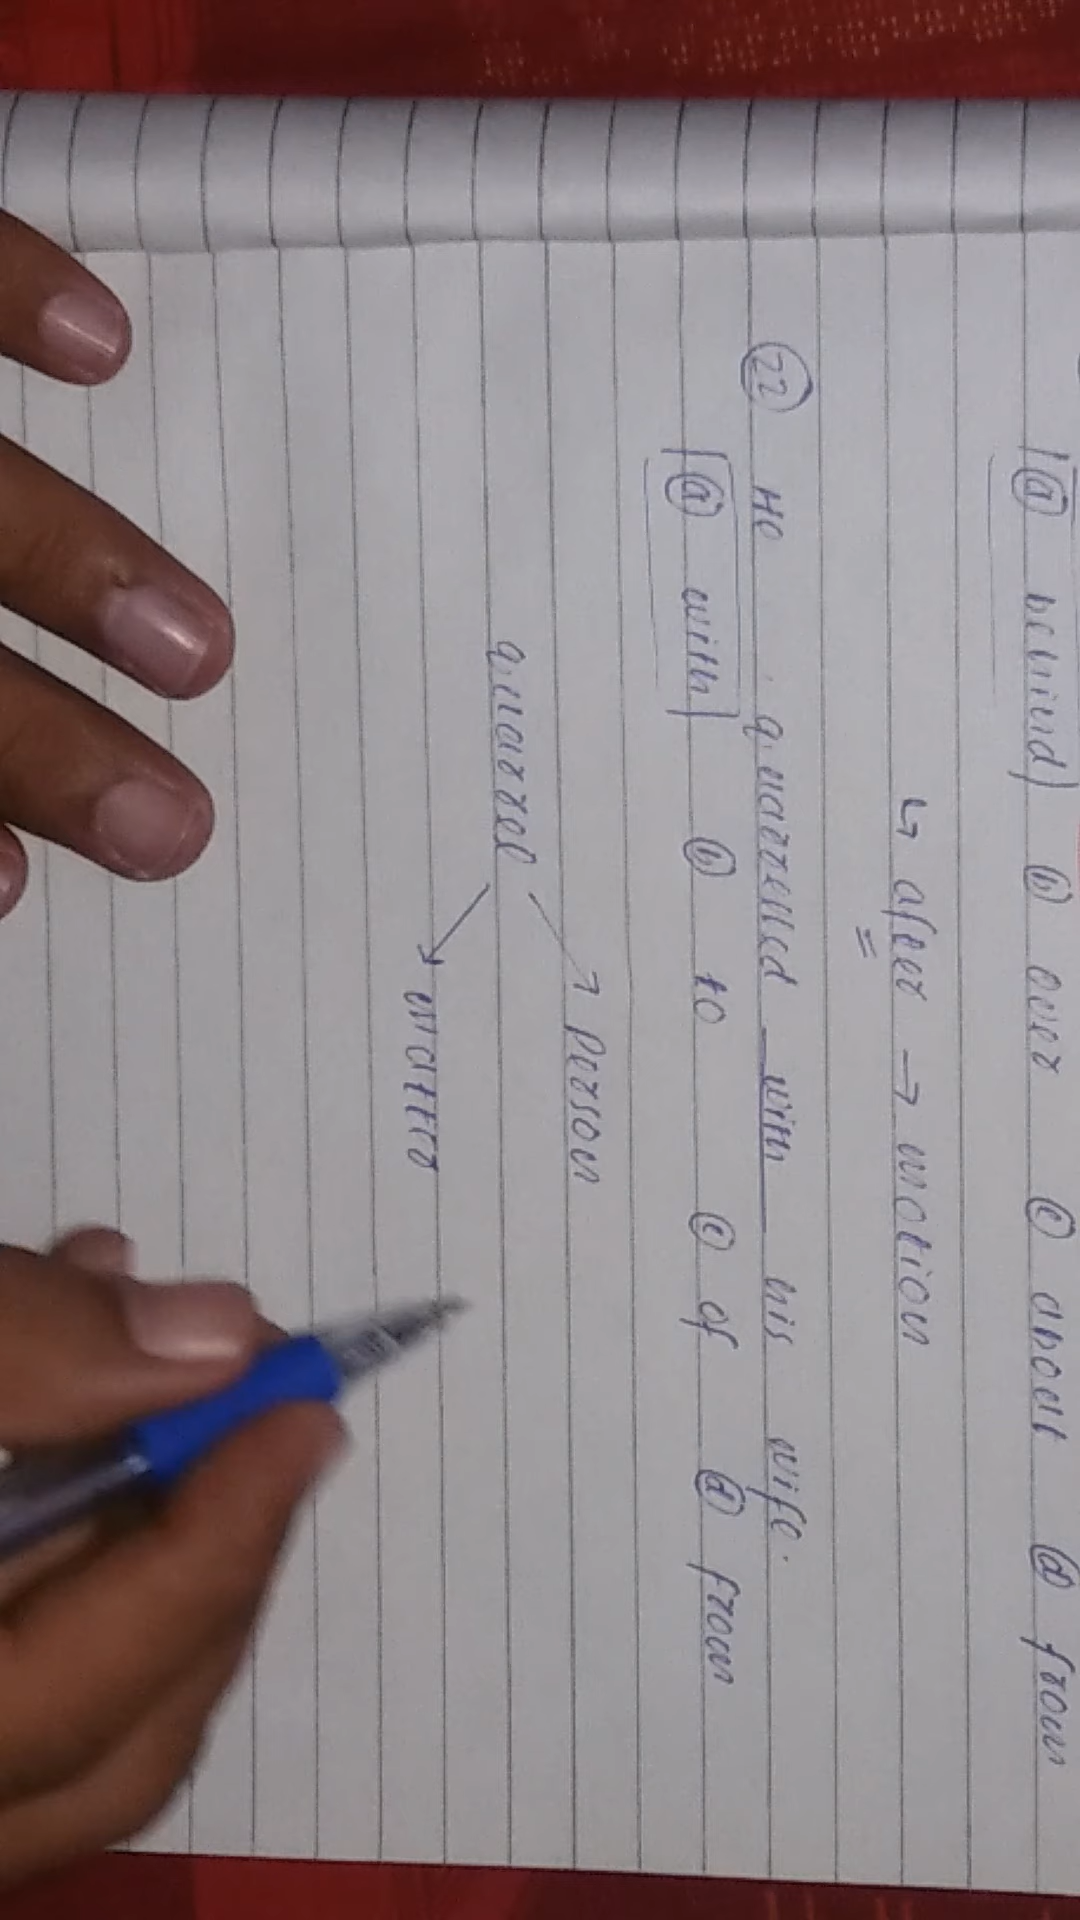 (a) behind (b) over (c) about (d) from
↳ after → motion
(22) He quarrelled with his wife.
(a) with (b) to (c) of (d) from
quarrel
↗ Person
→ matter